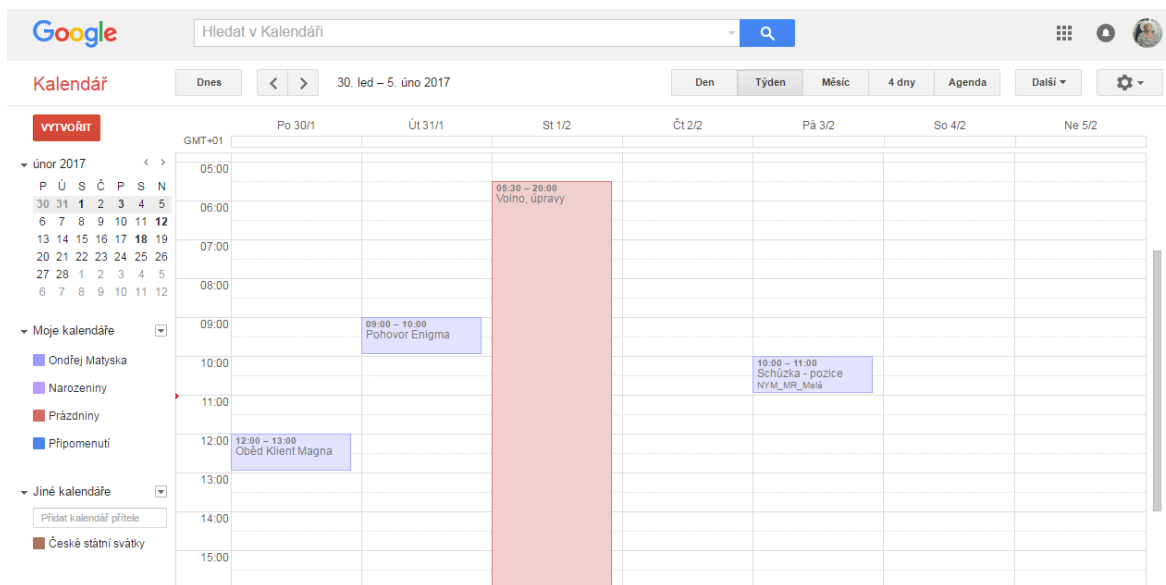 Google
Hledat v Kalendáři
Kalendář
Dnes
30. led – 5. úno 2017
Den
Týden
Měsíc
4 dny
Agenda
Další
VYTVOŘIT
únor 2017
P Ú S Č P S N
30 31 1 2 3 4 5
6 7 8 9 10 11 12
13 14 15 16 17 18 19
20 21 22 23 24 25 26
27 28 1 2 3 4 5
6 7 8 9 10 11 12
Moje kalendáře
Ondřej Matyska
Narozeniny
Prázdniny
Připomenutí
Jiné kalendáře
Přidat kalendář přítele
České státní svátky
Po 30/1
Út 31/1
St 1/2
Čt 2/2
Pá 3/2
So 4/2
Ne 5/2
GMT+01
05:00
05:30 – 20:00
Volno, úpravy
06:00
07:00
08:00
09:00
09:00 – 10:00
Pohovor Enigma
10:00
10:00 – 11:00
Schůzka - pozice
NYM_MR_Malá
11:00
12:00
12:00 – 13:00
Oběd Klient Magna
13:00
14:00
15:00